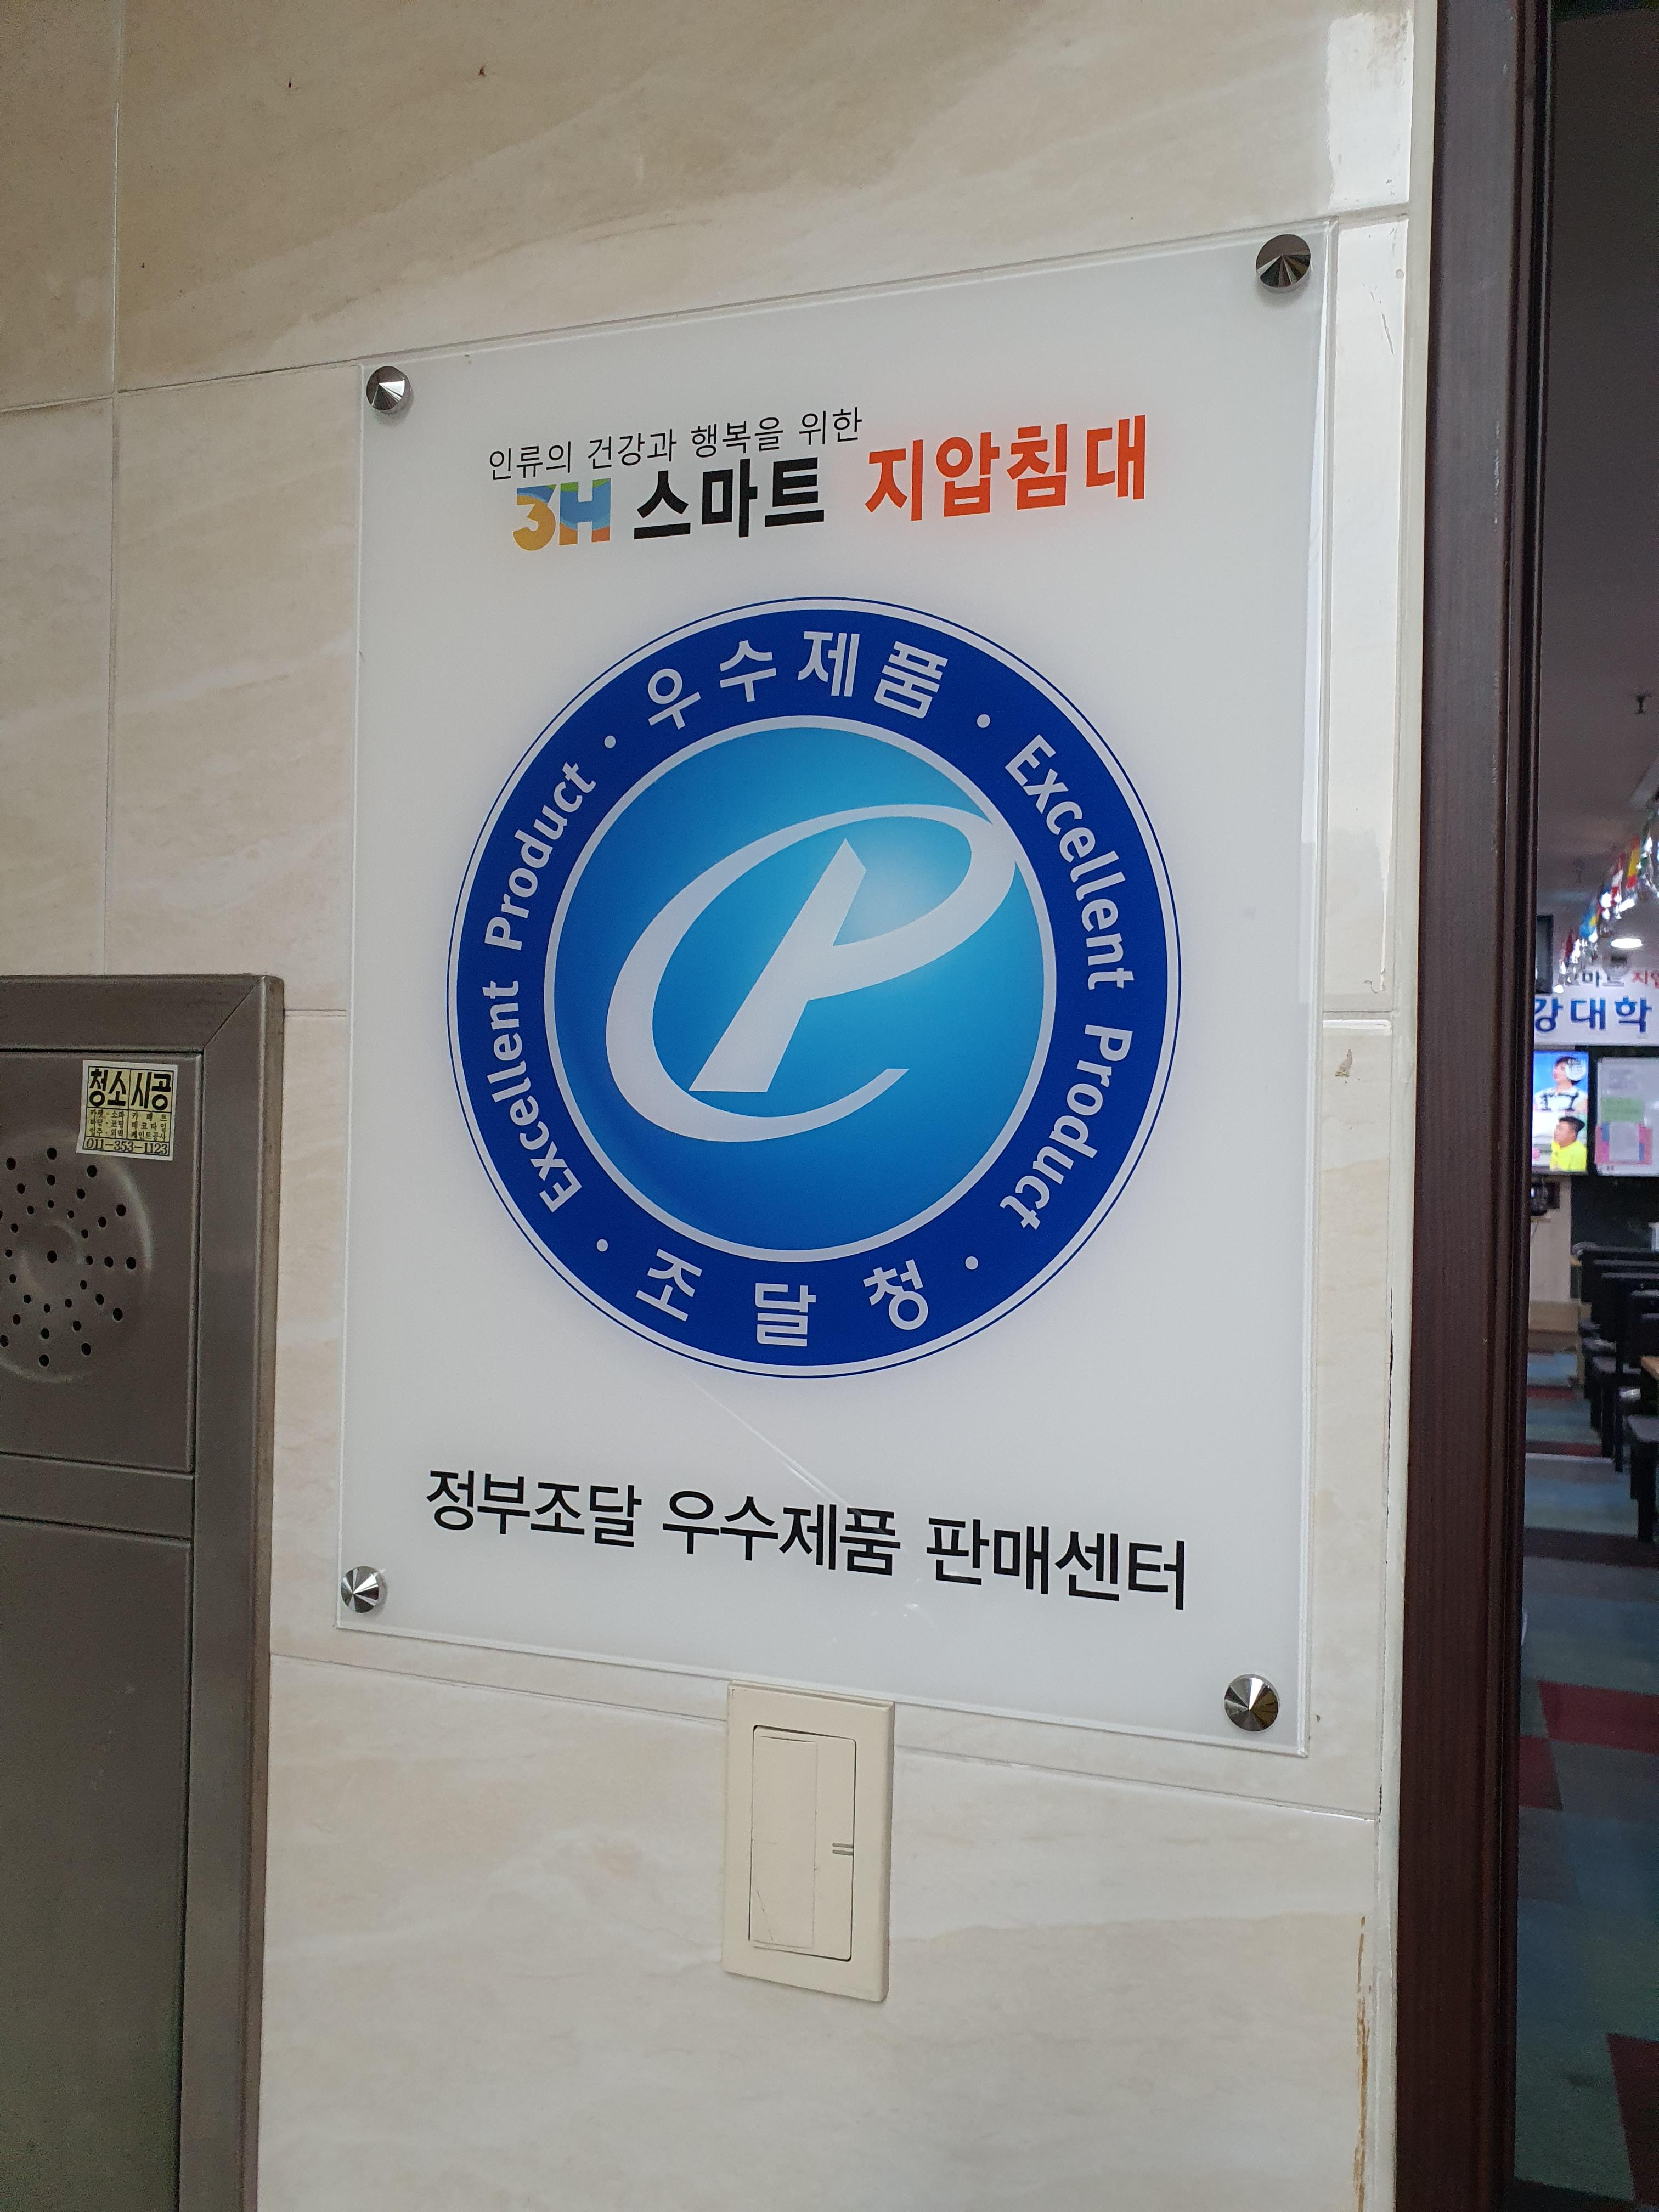 인류의 건강과 행복을 위한
3H 스마트 지압침대
· 우수제품 ·
Excellent Product
Excellent Product
· 조달청 ·
정부조달 우수제품 판매센터
청소 시공
011-353-1123
강대학